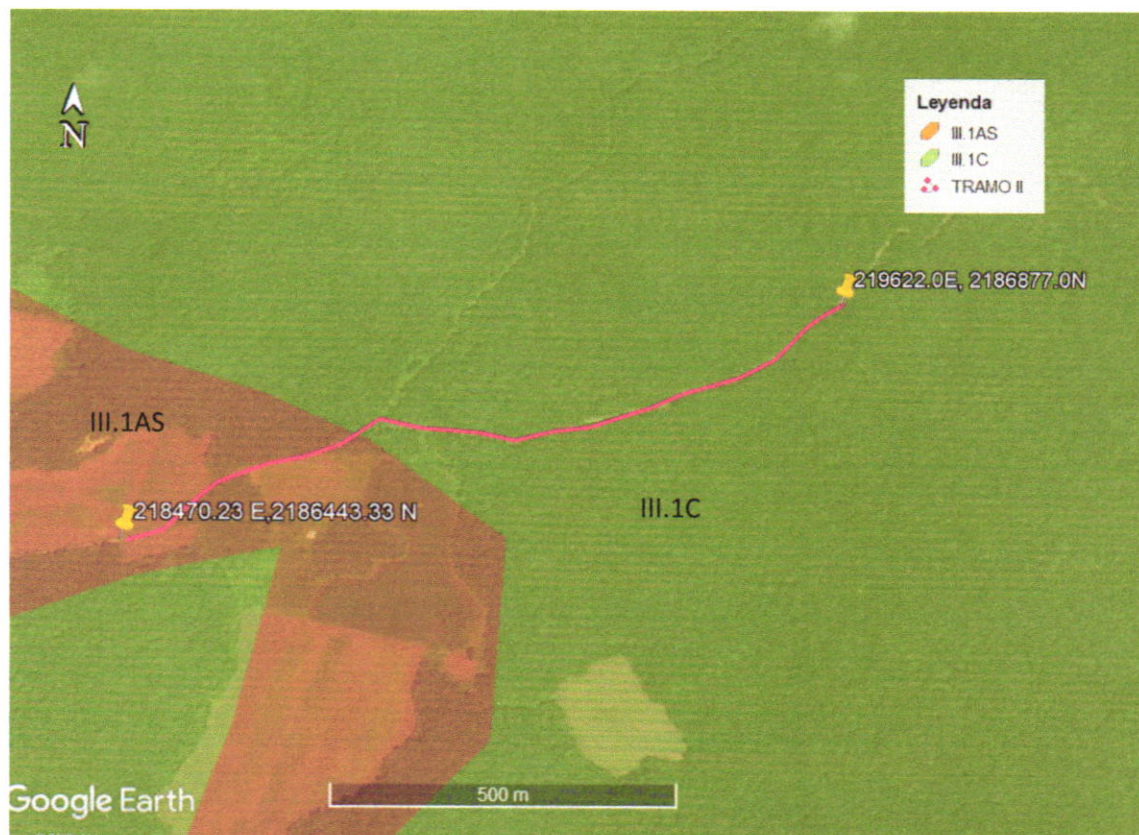 N
Leyenda
III.1AS
III.1C
TRAMO II
219622.0E, 2186877.0N
III.1AS
218470.23 E,2186443.33 N
III.1C
500 m
Google Earth